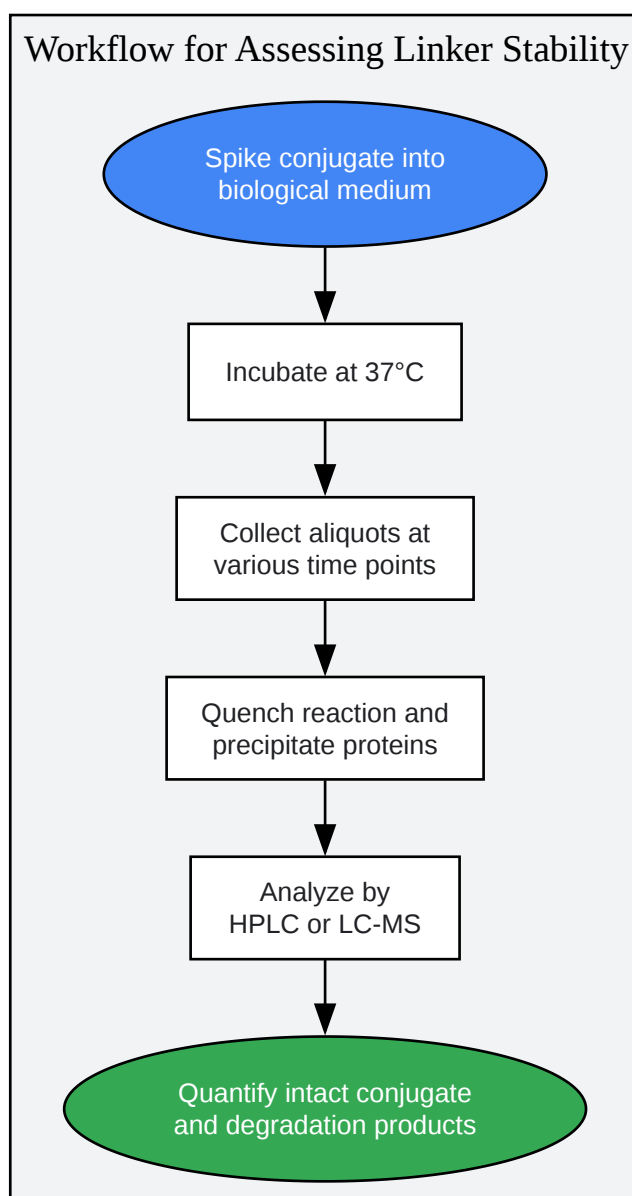 Workflow for Assessing Linker Stability
Spike conjugate into
biological medium
Incubate at 37°C
Collect aliquots at
various time points
Quench reaction and
precipitate proteins
Analyze by
HPLC or LC-MS
Quantify intact conjugate
and degradation products